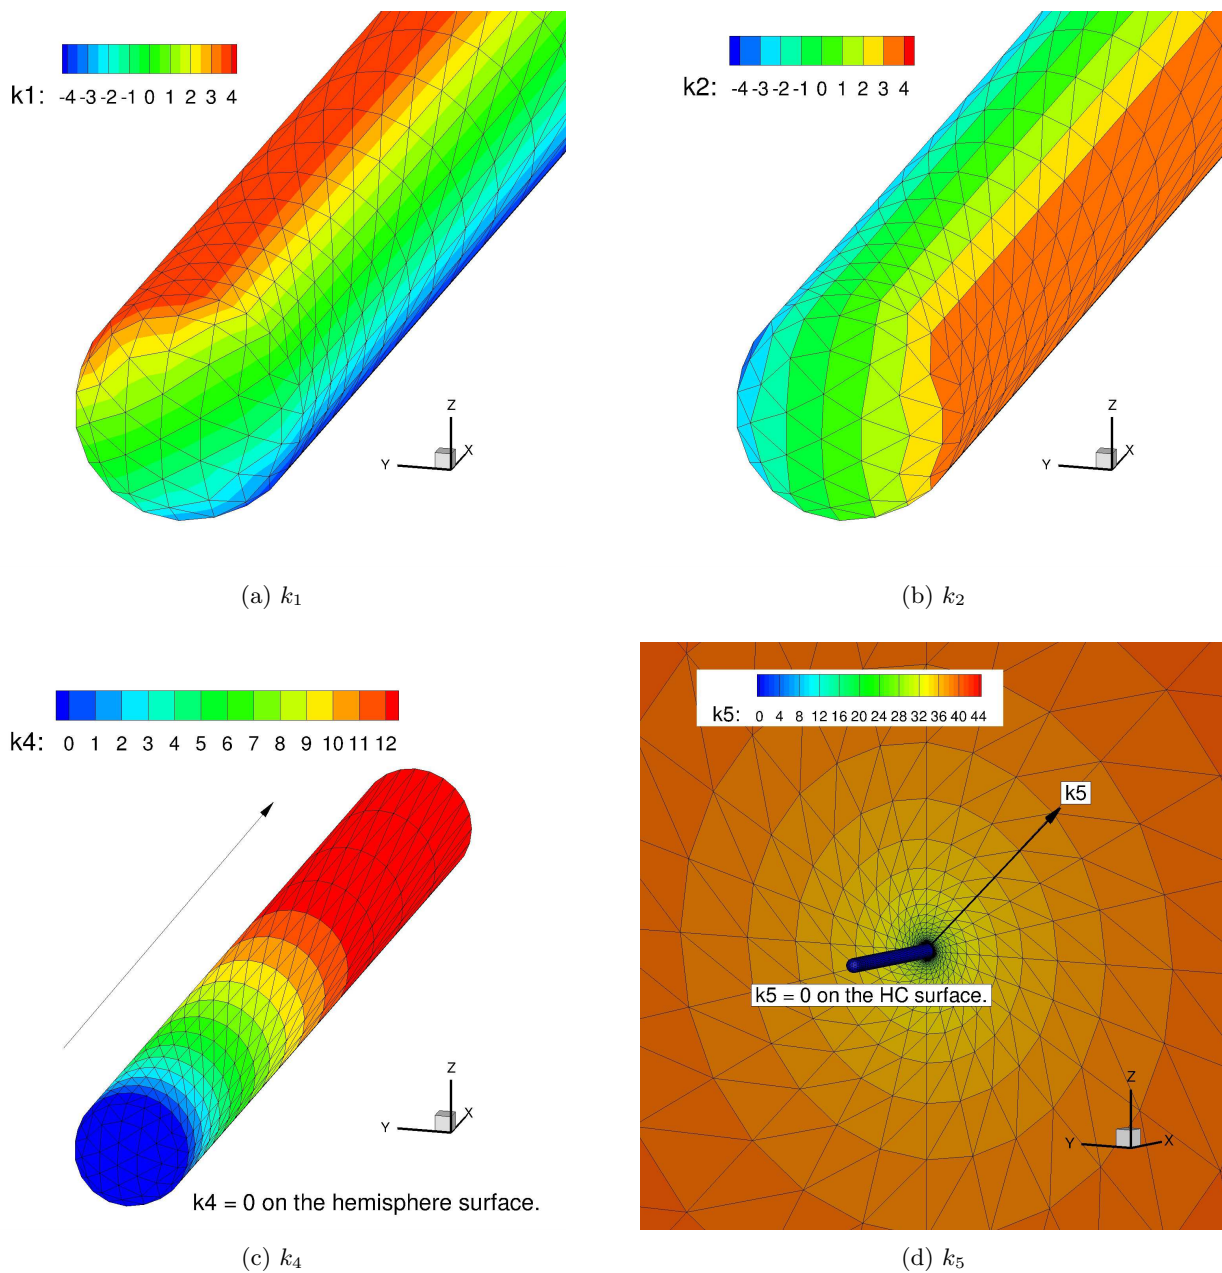 k1: -4 -3 -2 -1 0 1 2 3 4
Z
Y
X
(a) k₁
k2: -4 -3 -2 -1 0 1 2 3 4
Z
Y
X
(b) k₂
k4: 0 1 2 3 4 5 6 7 8 9 10 11 12
Z
Y
X
k4 = 0 on the hemisphere surface.
(c) k₄
k5: 0 4 8 12 16 20 24 28 32 36 40 44
k5
k5 = 0 on the HC surface.
Z
Y
X
(d) k₅